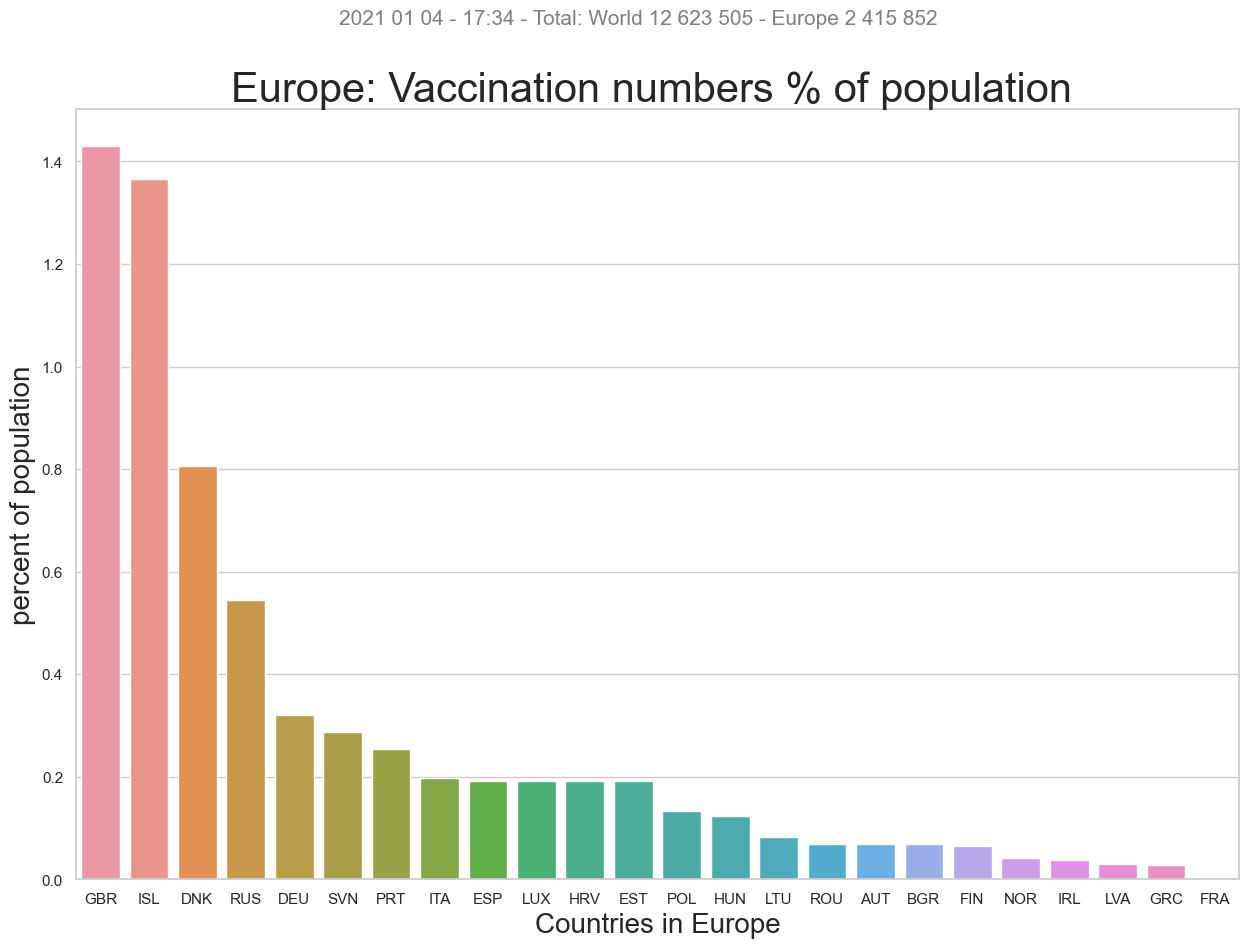 2021 01 04 - 17:34 - Total: World 12 623 505 - Europe 2 415 852
Europe: Vaccination numbers % of population
percent of population
1.4
1.2
1.0
0.8
0.6
0.4
0.2
0.0
GBR ISL DNK RUS DEU SVN PRT ITA ESP LUX HRV EST POL HUN LTU ROU AUT BGR FIN NOR IRL LVA GRC FRA
Countries in Europe